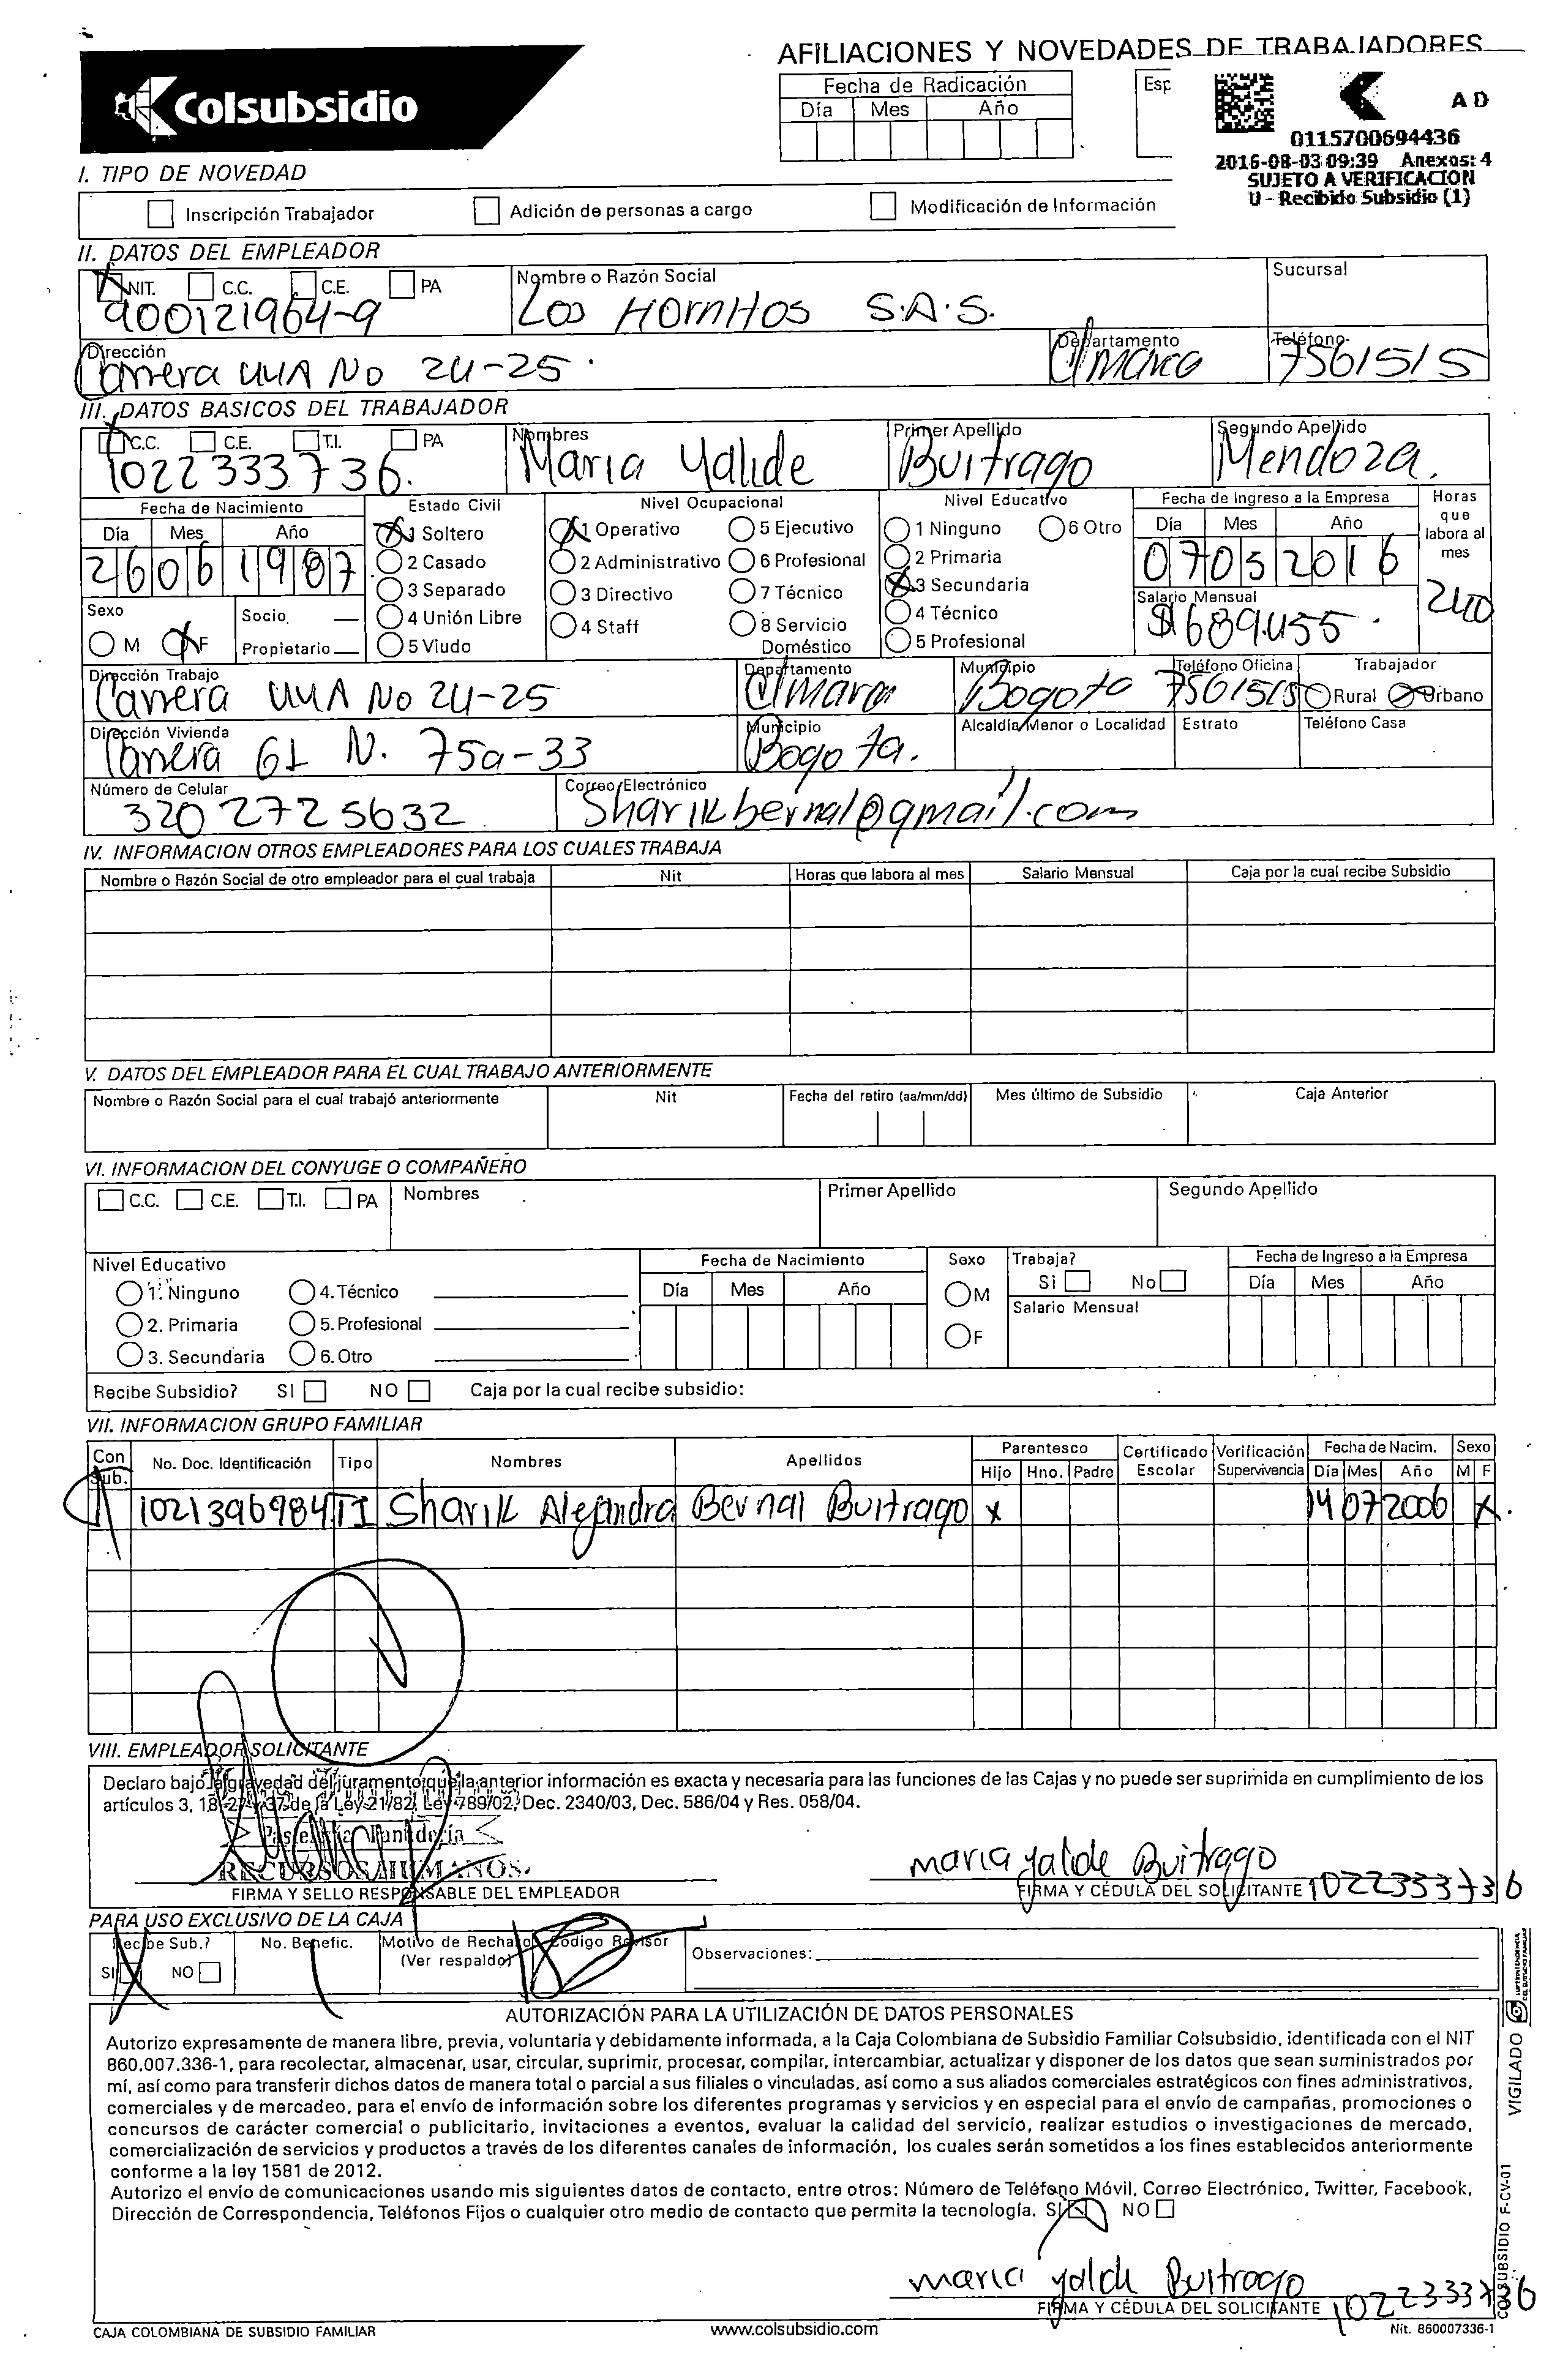 AFILIACIONES Y NOVEDADES DE TRABAJADORES
Colsubsidio
Fecha de Radicación
Día Mes Año
Esp
A D
0115700694436
2016-08-03 09:39 Anexos: 4
SUJETO A VERIFICACION
U - Recibido Subsidio (1)
I. TIPO DE NOVEDAD
Inscripción Trabajador Adición de personas a cargo Modificación de Información
II. DATOS DEL EMPLEADOR
NIT. C.C. C.E. PA Nombre o Razón Social Sucursal
900121964-9 Los HornItos S.A.S.
Dirección Departamento Teléfono
Carrera 44A No 24-25 C/marca 7561515
III. DATOS BASICOS DEL TRABAJADOR
C.C. C.E. T.I. PA Nombres Primer Apellido Segundo Apellido
1022333736. Maria Yalide Buitrago Mendoza.
Fecha de Nacimiento Estado Civil Nivel Ocupacional Nivel Educativo Fecha de Ingreso a la Empresa Horas que labora al mes
Día Mes Año 1 Soltero 1 Operativo 5 Ejecutivo 1 Ninguno 6 Otro Día Mes Año
26 06 1987 2 Casado 2 Administrativo 6 Profesional 2 Primaria 07 05 2016
3 Separado 3 Directivo 7 Técnico 3 Secundaria Salario Mensual 240
Sexo Socio 4 Unión Libre 4 Staff 8 Servicio Doméstico 4 Técnico $689.455.
M F Propietario 5 Viudo 5 Profesional
Dirección Trabajo Departamento Municipio Teléfono Oficina Trabajador
Carrera 44A No 24-25 C/marca Bogota 7561515 Rural Urbano
Dirección Vivienda Municipio Alcaldía Menor o Localidad Estrato Teléfono Casa
Carrera 61 N. 75a-33 Bogota.
Número de Celular Correo Electrónico
320 2725632 Sharikbernal@gmail.com
IV. INFORMACION OTROS EMPLEADORES PARA LOS CUALES TRABAJA
Nombre o Razón Social de otro empleador para el cual trabaja Nit Horas que labora al mes Salario Mensual Caja por la cual recibe Subsidio
V. DATOS DEL EMPLEADOR PARA EL CUAL TRABAJO ANTERIORMENTE
Nombre o Razón Social para el cual trabajó anteriormente Nit Fecha del retiro (aa/mm/dd) Mes último de Subsidio Caja Anterior
VI. INFORMACION DEL CONYUGE O COMPAÑERO
C.C. C.E. T.I. PA Nombres Primer Apellido Segundo Apellido
Nivel Educativo Fecha de Nacimiento Sexo Trabaja? Fecha de Ingreso a la Empresa
1. Ninguno 4. Técnico Día Mes Año M Si No Día Mes Año
2. Primaria 5. Profesional F Salario Mensual
3. Secundaria 6. Otro
Recibe Subsidio? SI NO Caja por la cual recibe subsidio:
VII. INFORMACION GRUPO FAMILIAR
Con Sub. No. Doc. Identificación Tipo Nombres Apellidos Parentesco Certificado Escolar Verificación Supervivencia Fecha de Nacim. Sexo
Hijo Hno. Padre Día Mes Año M F
1021396984 TI Sharik Alejandra Bernal Buitrago x 14 07 2006 X.
VIII. EMPLEADOR SOLICITANTE
Declaro bajo la gravedad del juramento que la anterior información es exacta y necesaria para las funciones de las Cajas y no puede ser suprimida en cumplimiento de los
artículos 3, 18-27 y 37 de la Ley 21/82, Ley 789/02, Dec. 2340/03, Dec. 586/04 y Res. 058/04.
RECURSOS HUMANOS.
maria yalide Buitrago
FIRMA Y SELLO RESPONSABLE DEL EMPLEADOR FIRMA Y CÉDULA DEL SOLICITANTE 1022333736
PARA USO EXCLUSIVO DE LA CAJA
Recibe Sub.? No. Benefic. Motivo de Rechazo (Ver respaldo) Código Revisor Observaciones:
SI NO 1
AUTORIZACIÓN PARA LA UTILIZACIÓN DE DATOS PERSONALES
Autorizo expresamente de manera libre, previa, voluntaria y debidamente informada, a la Caja Colombiana de Subsidio Familiar Colsubsidio, identificada con el NIT
860.007.336-1, para recolectar, almacenar, usar, circular, suprimir, procesar, compilar, intercambiar, actualizar y disponer de los datos que sean suministrados por
mí, así como para transferir dichos datos de manera total o parcial a sus filiales o vinculadas, así como a sus aliados comerciales estratégicos con fines administrativos,
comerciales y de mercadeo, para el envío de información sobre los diferentes programas y servicios y en especial para el envío de campañas, promociones o
concursos de carácter comercial o publicitario, invitaciones a eventos, evaluar la calidad del servicio, realizar estudios o investigaciones de mercado,
comercialización de servicios y productos a través de los diferentes canales de información, los cuales serán sometidos a los fines establecidos anteriormente
conforme a la ley 1581 de 2012.
Autorizo el envío de comunicaciones usando mis siguientes datos de contacto, entre otros: Número de Teléfono Móvil, Correo Electrónico, Twitter, Facebook,
Dirección de Correspondencia, Teléfonos Fijos o cualquier otro medio de contacto que permita la tecnología. SI NO
maria yalide Buitrago
FIRMA Y CÉDULA DEL SOLICITANTE 1022333736
CAJA COLOMBIANA DE SUBSIDIO FAMILIAR www.colsubsidio.com Nit. 860007336-1
VIGILADO
COLSUBSIDIO F-CV-01